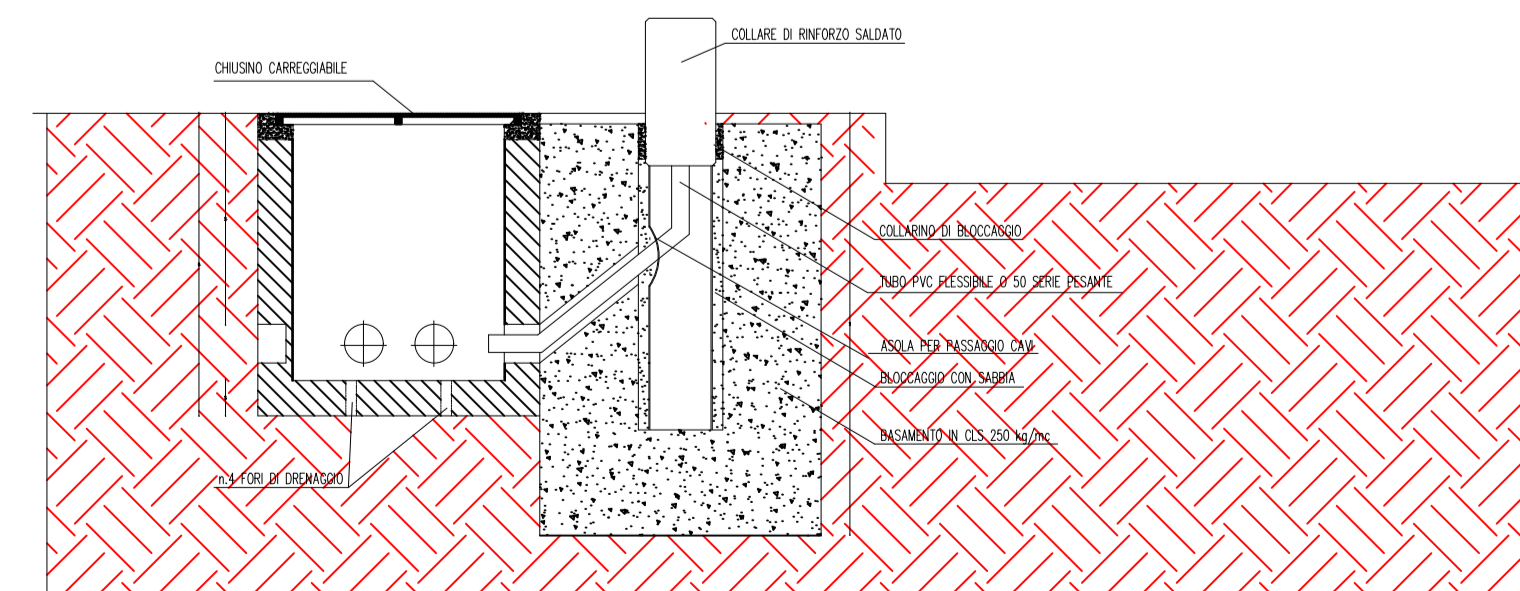 COLLARE DI RINFORZO SALDATO
CHIUSINO CARREGGIABILE
COLLARINO DI BLOCCAGGIO
TUBO PVC FLESSIBILE O 50 SERIE PESANTE
ASOLA PER PASSAGGIO CAVI
BLOCCAGGIO CON SABBIA
BASAMENTO IN CLS 250 kg/mc
n.4 FORI DI DRENAGGIO